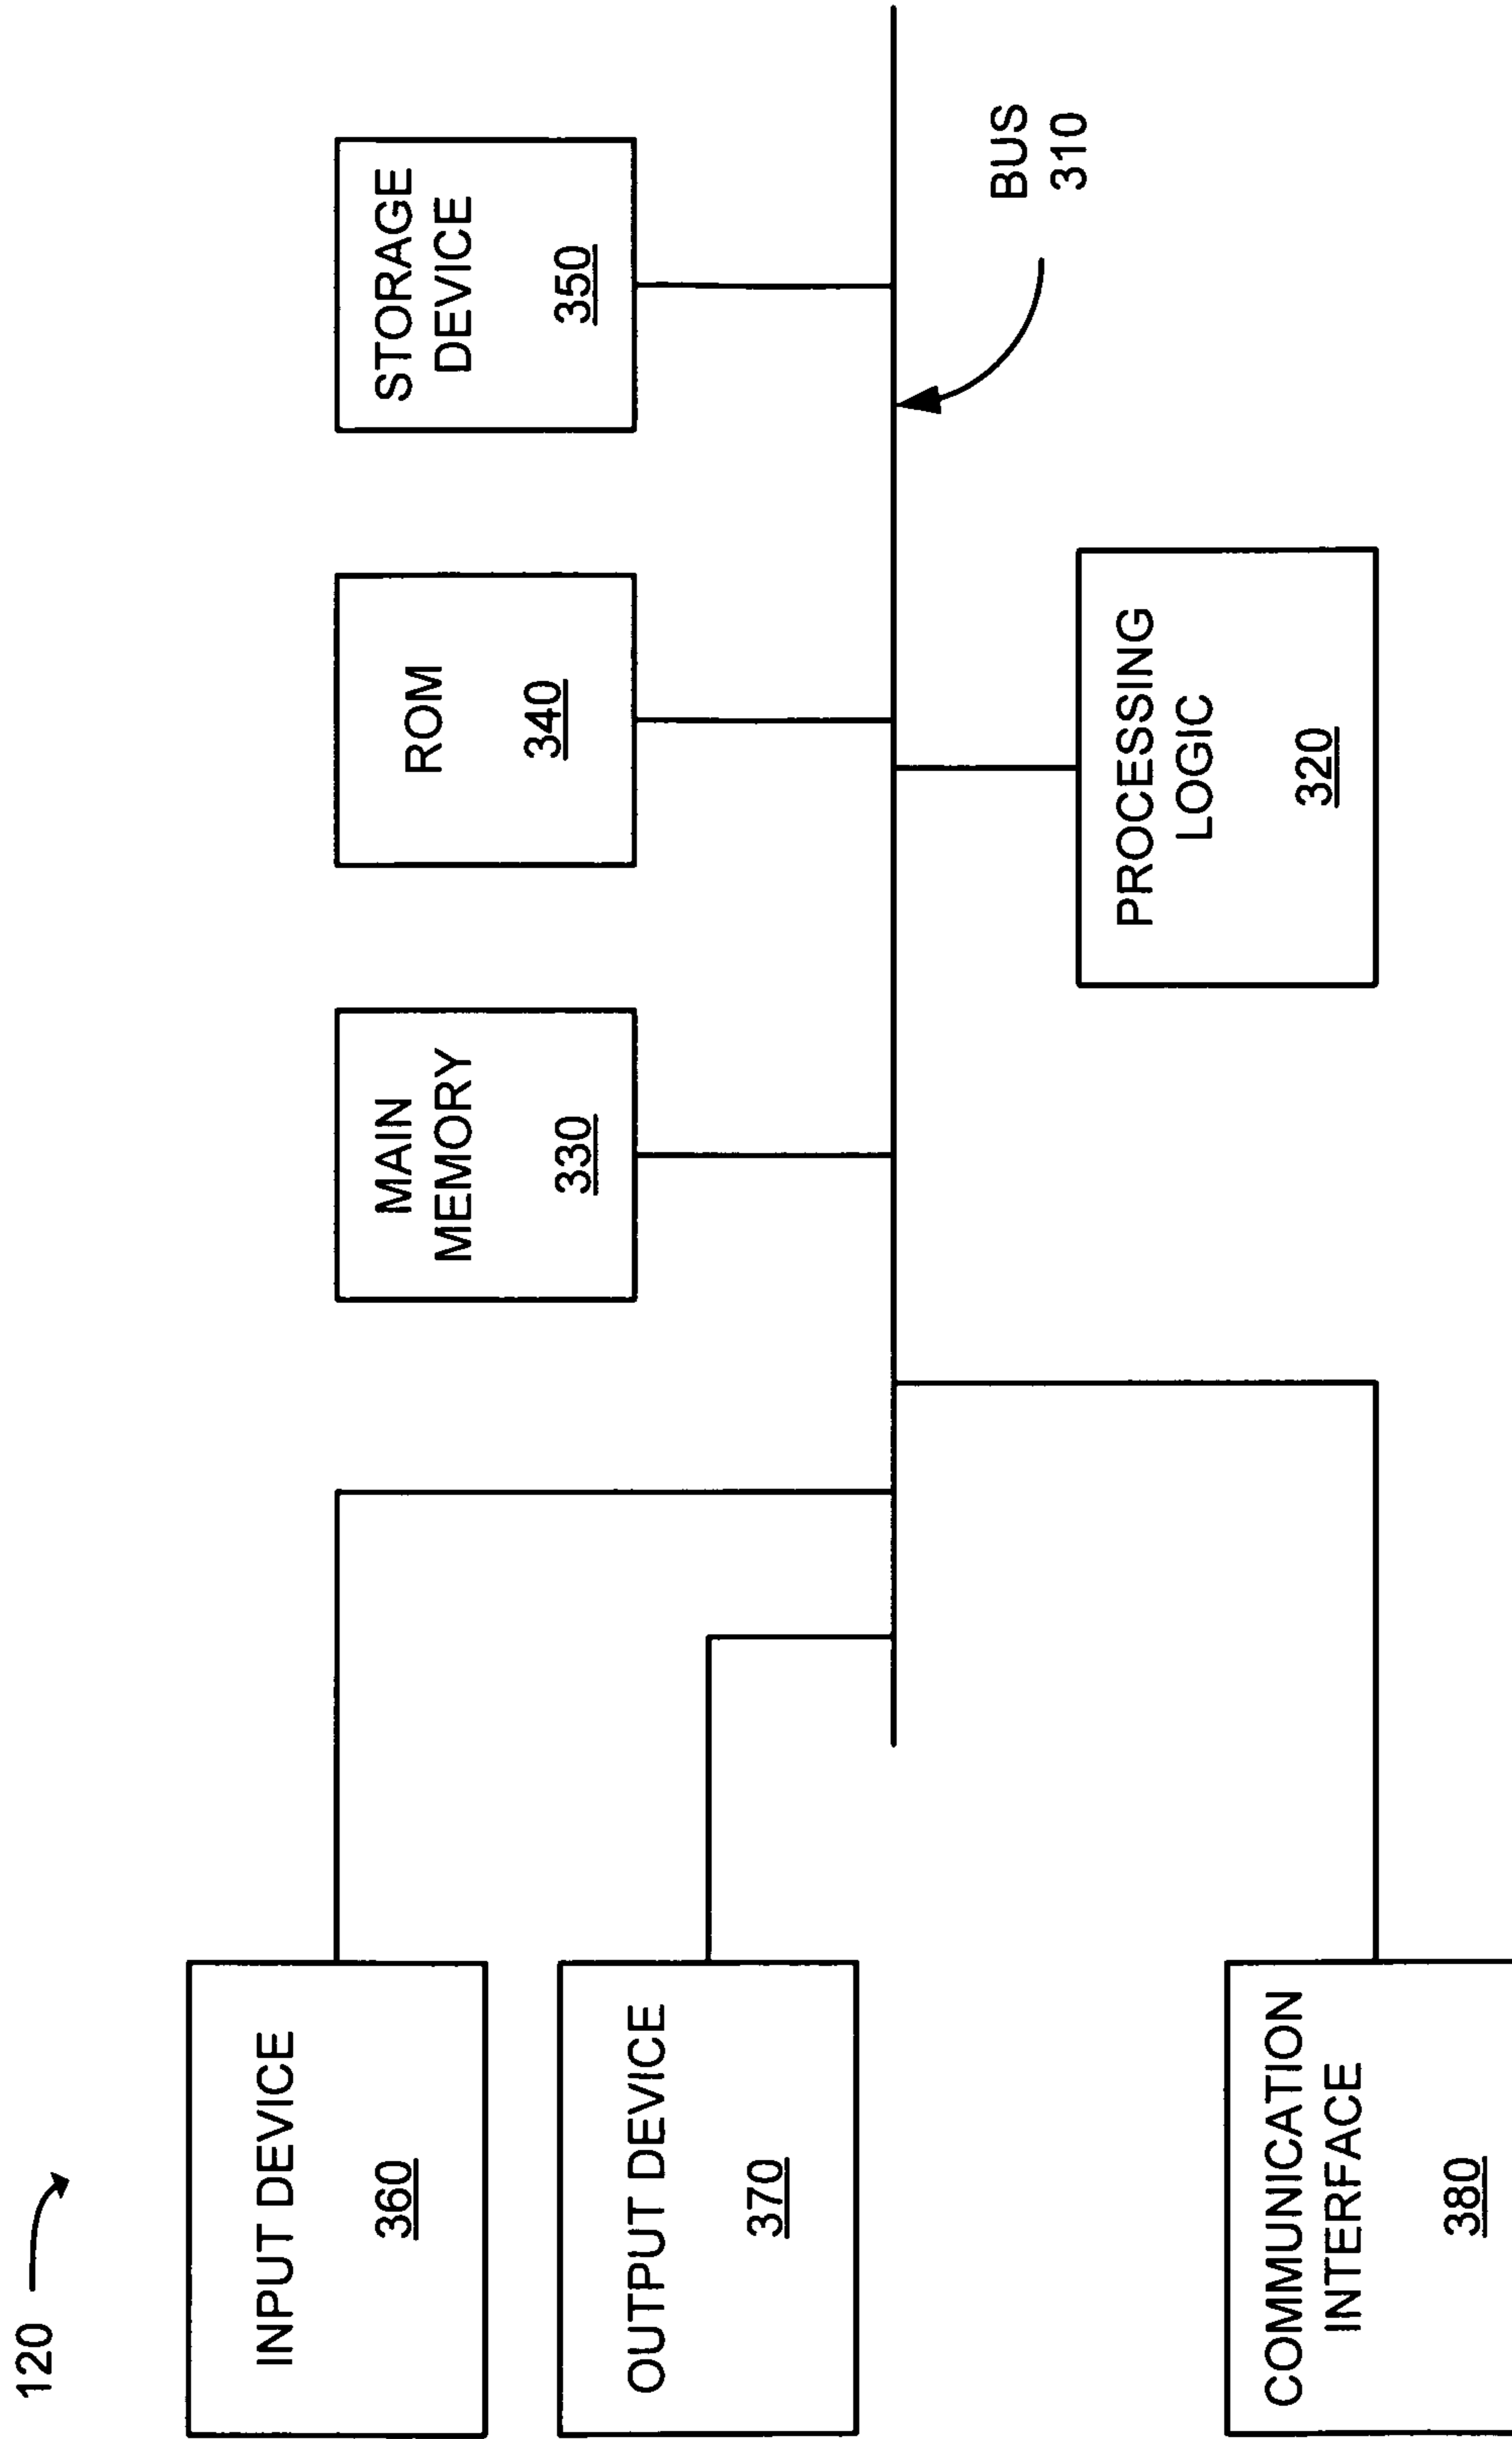 120
INPUT DEVICE
360
OUTPUT DEVICE
370
COMMUNICATION
INTERFACE
380
MAIN
MEMORY
330
ROM
340
STORAGE
DEVICE
350
PROCESSING
LOGIC
320
BUS
310